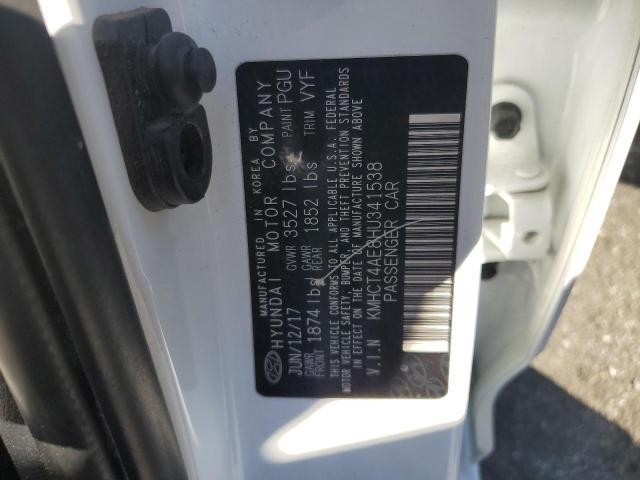 MANUFACTURED IN KOREA BY
HYUNDAI MOTOR COMPANY
JUN/12/17 GVWR 3527 lbs PAINT PGU
GAWR FRONT 1874 lbs GAWR REAR 1852 lbs TRIM VYF
THIS VEHICLE CONFORMS TO ALL APPLICABLE U.S.A. FEDERAL
MOTOR VEHICLE SAFETY, BUMPER, AND THEFT PREVENTION STANDARDS
IN EFFECT ON THE DATE OF MANUFACTURE SHOWN ABOVE
V.I.N KMHCT4AE8HU341538
PASSENGER CAR